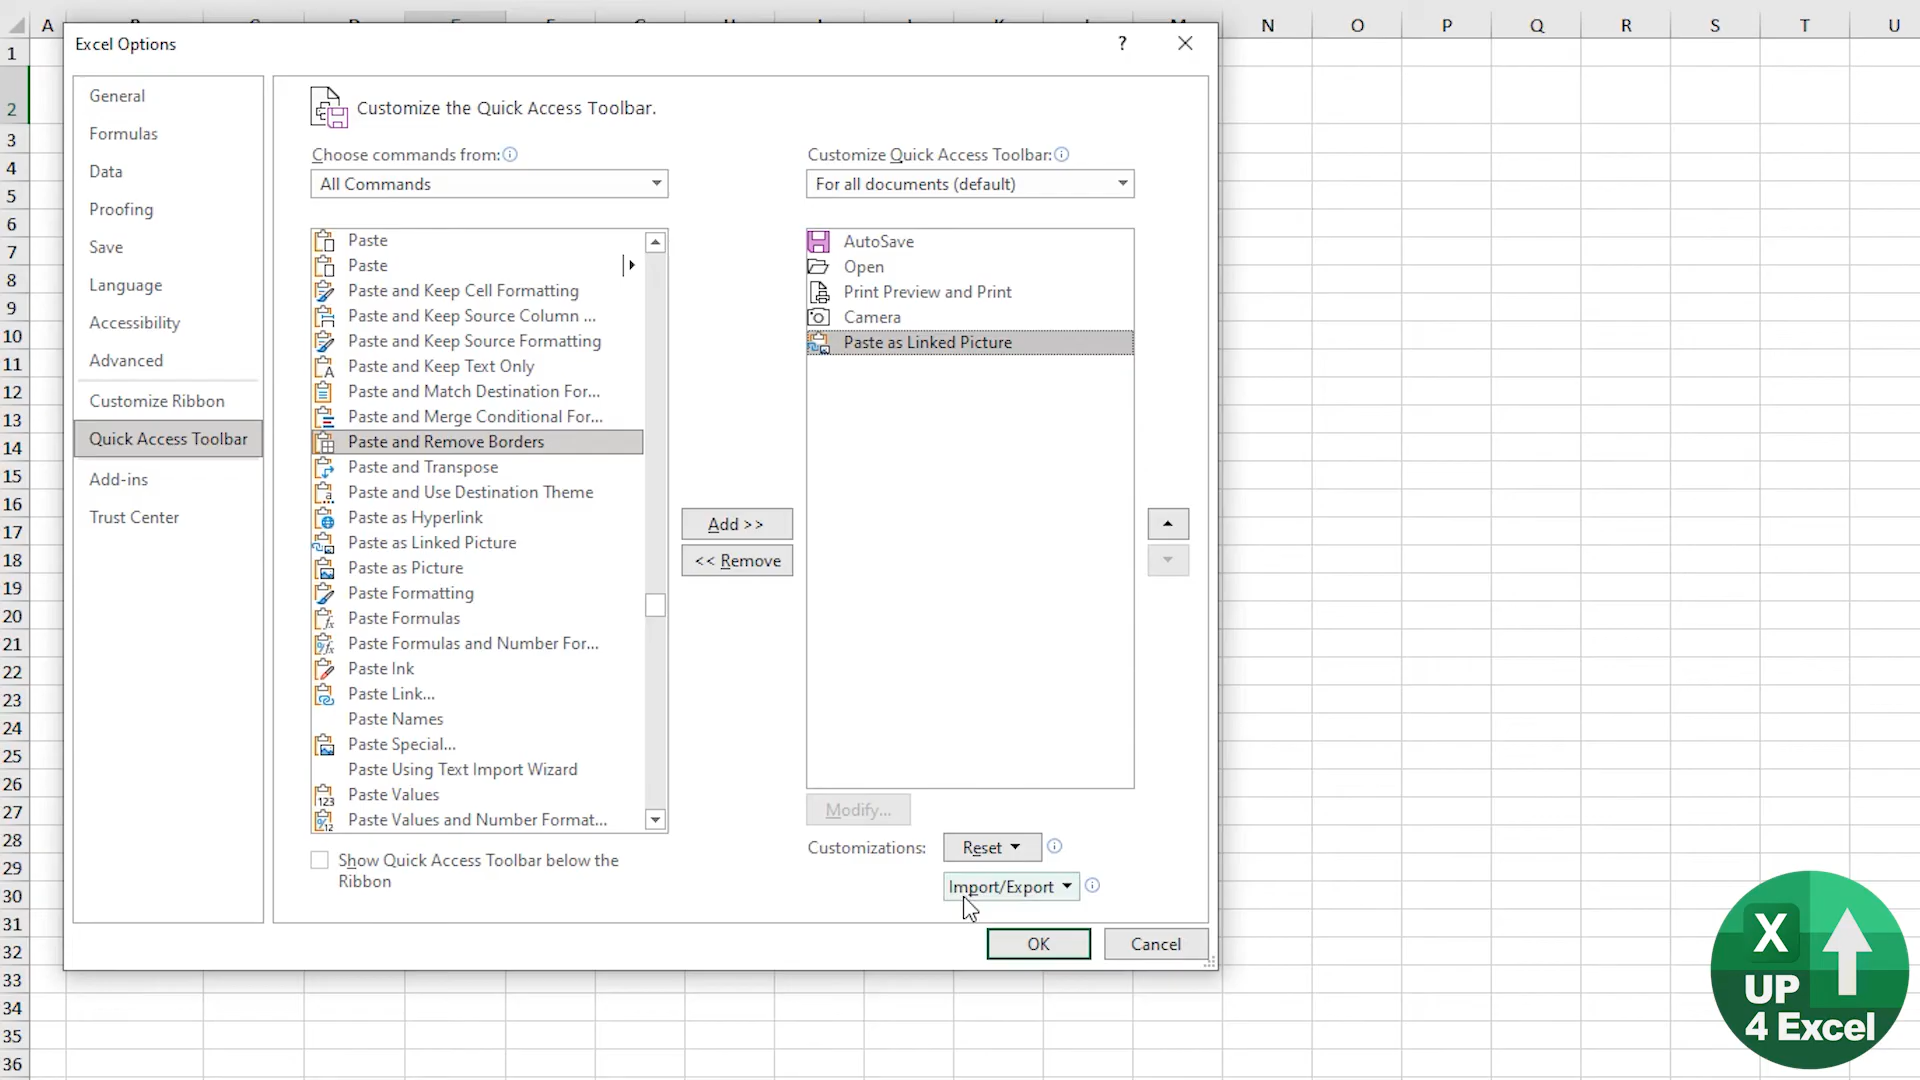 A N O P Q R S T U
Excel Options ?
General
Formulas
Data
Proofing
Save
Language
Accessibility
Advanced
Customize Ribbon
Quick Access Toolbar
Add-ins
Trust Center
Customize the Quick Access Toolbar.
Choose commands from:
All Commands
Paste
Paste
Paste and Keep Cell Formatting
Paste and Keep Source Column ...
Paste and Keep Source Formatting
Paste and Keep Text Only
Paste and Match Destination For...
Paste and Merge Conditional For...
Paste and Remove Borders
Paste and Transpose
Paste and Use Destination Theme
Paste as Hyperlink
Paste as Linked Picture
Paste as Picture
Paste Formatting
Paste Formulas
Paste Formulas and Number For...
Paste Ink
Paste Link...
Paste Names
Paste Special...
Paste Using Text Import Wizard
Paste Values
Paste Values and Number Format...
Show Quick Access Toolbar below the
Ribbon
Add >>
<< Remove
Customize Quick Access Toolbar:
For all documents (default)
AutoSave
Open
Print Preview and Print
Camera
Paste as Linked Picture
Modify...
Customizations: Reset
Import/Export
OK Cancel
1
2
3
4
5
6
7
8
9
10
11
12
13
14
15
16
17
18
19
20
21
22
23
24
25
26
27
28
29
30
31
32
33
34
35
36
X
UP
4 Excel